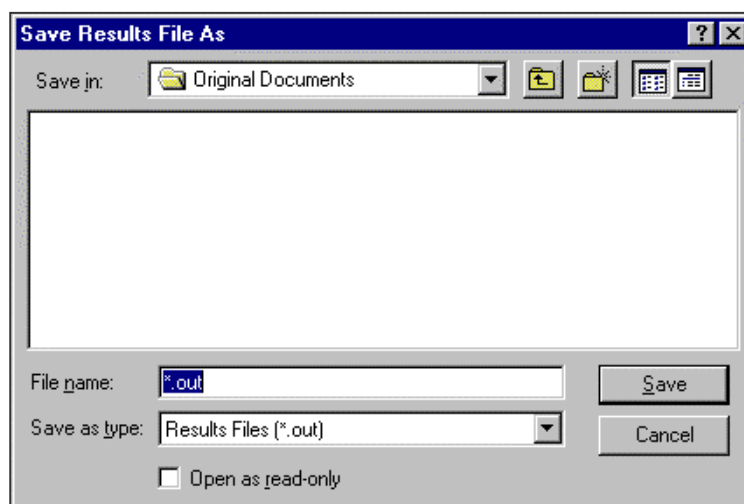 Save Results File As
Save in: Original Documents
File name: *.out Save
Save as type: Results Files (*.out) Cancel
Open as read-only